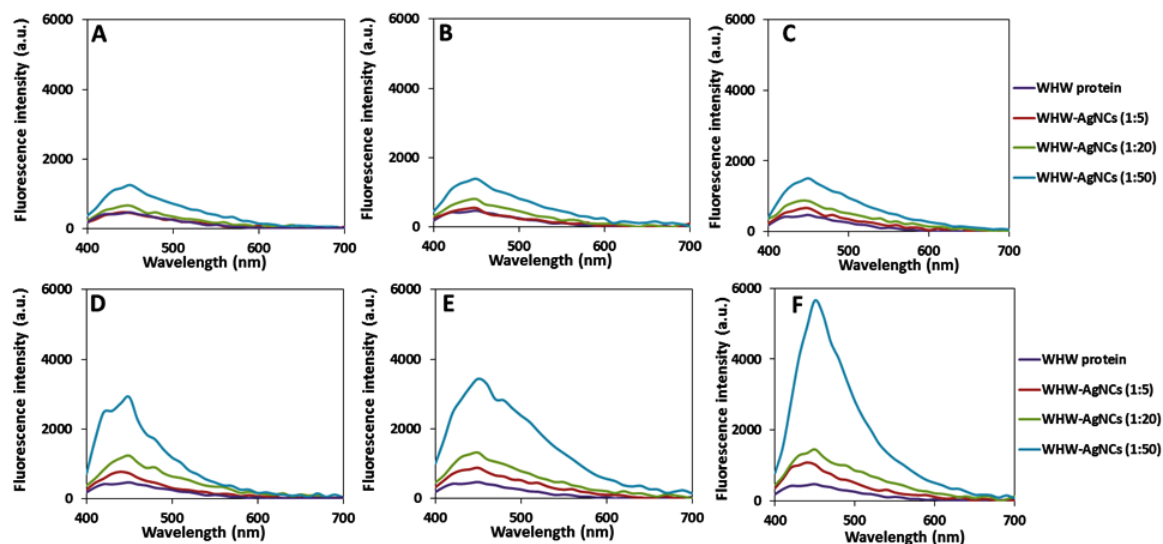 A
Fluorescence intensity (a.u.)
6000
4000
2000
0
400 500 600 700
Wavelength (nm)
B
Fluorescence intensity (a.u.)
6000
4000
2000
0
400 500 600 700
Wavelength (nm)
C
Fluorescence intensity (a.u.)
6000
4000
2000
0
400 500 600 700
Wavelength (nm)
WHW protein
WHW-AgNCs (1:5)
WHW-AgNCs (1:20)
WHW-AgNCs (1:50)
D
Fluorescence intensity (a.u.)
6000
4000
2000
0
400 500 600 700
Wavelength (nm)
E
Fluorescence intensity (a.u.)
6000
4000
2000
0
400 500 600 700
Wavelength (nm)
F
Fluorescence intensity (a.u.)
6000
4000
2000
0
400 500 600 700
Wavelength (nm)
WHW protein
WHW-AgNCs (1:5)
WHW-AgNCs (1:20)
WHW-AgNCs (1:50)